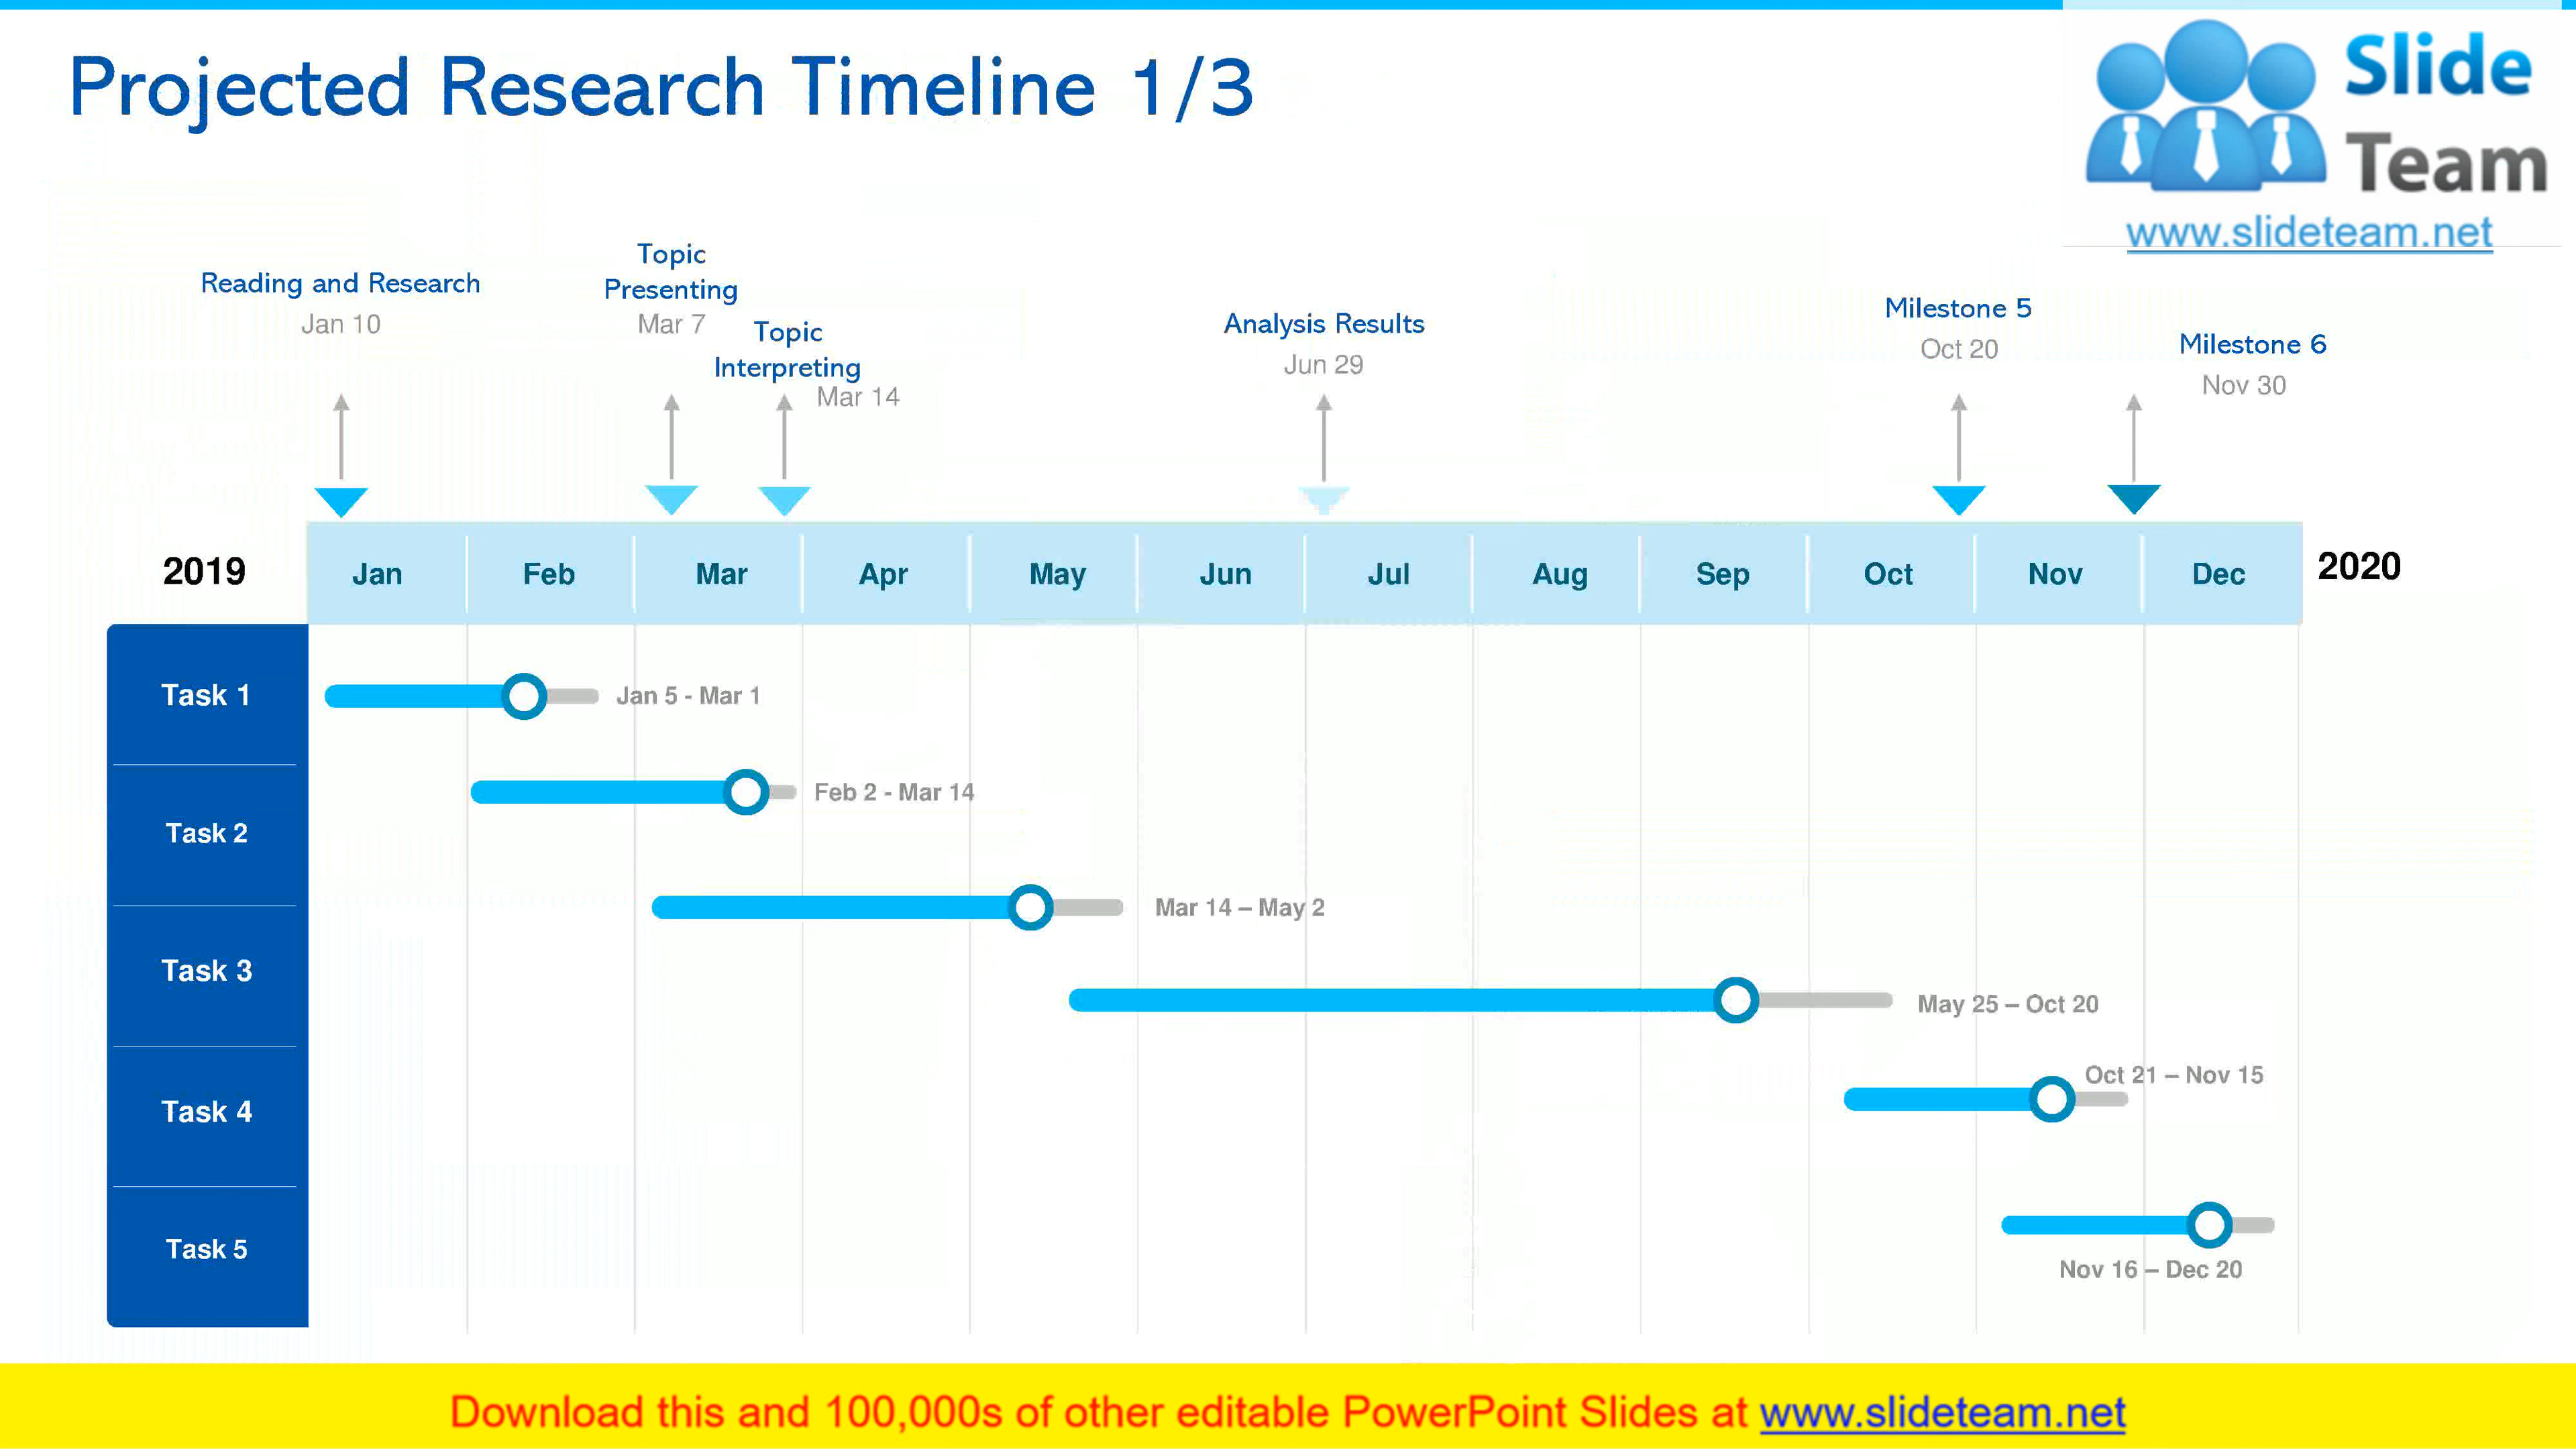 Projected Research Timeline 1/3
Slide
Team
www.slideteam.net
Reading and Research
Jan 10
Topic
Presenting
Mar 7
Topic
Interpreting
Mar 14
Analysis Results
Jun 29
Milestone 5
Oct 20
Milestone 6
Nov 30
2019 Jan Feb Mar Apr May Jun Jul Aug Sep Oct Nov Dec 2020
Task 1
Jan 5 - Mar 1
Feb 2 - Mar 14
Task 2
Mar 14 – May 2
Task 3
May 25 – Oct 20
Oct 21 – Nov 15
Task 4
Task 5
Nov 16 – Dec 20
Download this and 100,000s of other editable PowerPoint Slides at www.slideteam.net